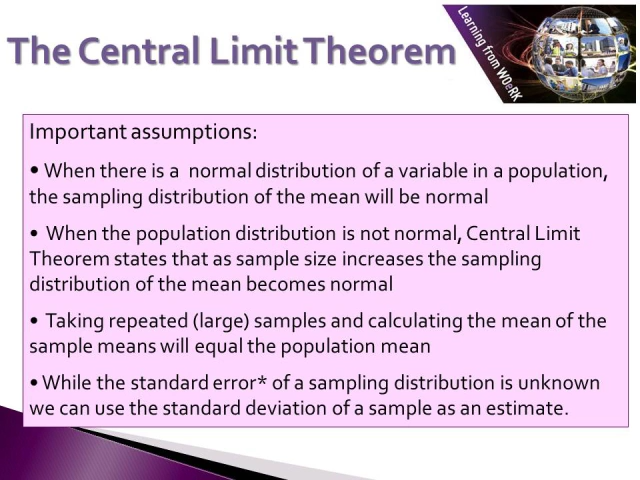 The Central Limit Theorem
Learning from WOeRK
Important assumptions:
• When there is a normal distribution of a variable in a population,
the sampling distribution of the mean will be normal
• When the population distribution is not normal, Central Limit
Theorem states that as sample size increases the sampling
distribution of the mean becomes normal
• Taking repeated (large) samples and calculating the mean of the
sample means will equal the population mean
• While the standard error* of a sampling distribution is unknown
we can use the standard deviation of a sample as an estimate.